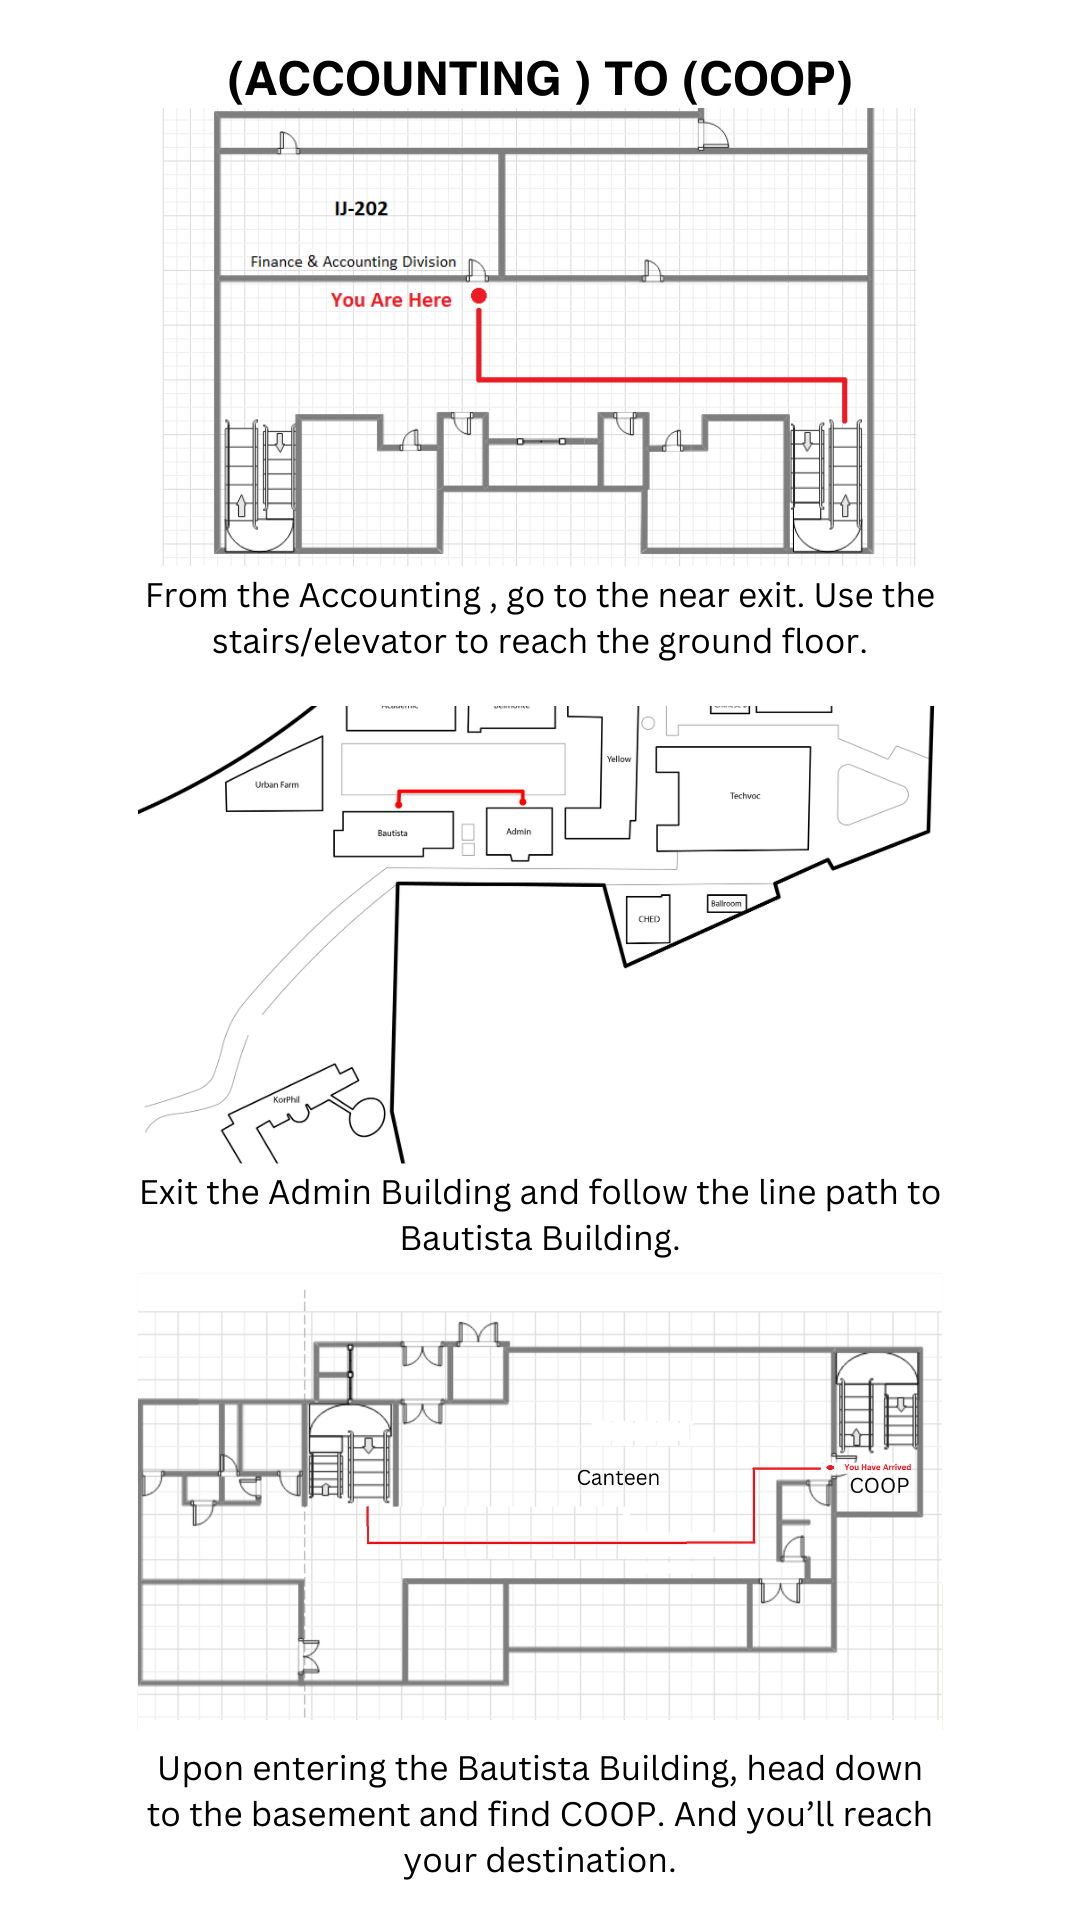 (ACCOUNTING ) TO (COOP)
IJ-202
Finance & Accounting Division
You Are Here
From the Accounting , go to the near exit. Use the
stairs/elevator to reach the ground floor.
Academic
Belmonte
Yellow
Urban Farm
Techvoc
Bautista
Admin
Ballroom
CHED
KorPhil
Exit the Admin Building and follow the line path to
Bautista Building.
You Have Arrived
Canteen
COOP
Upon entering the Bautista Building, head down
to the basement and find COOP. And you’ll reach
your destination.